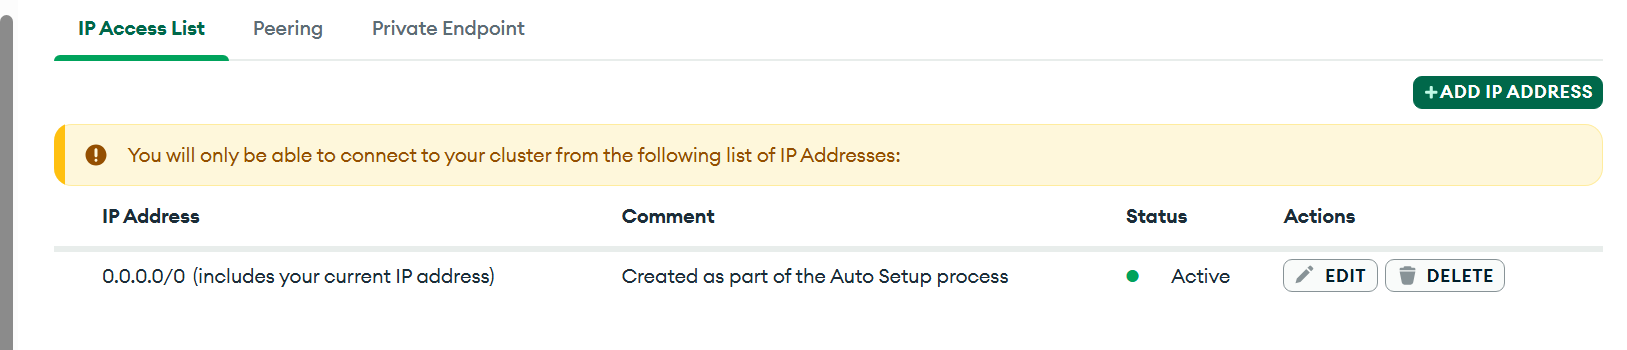 IP Access List Peering Private Endpoint
+ADD IP ADDRESS
You will only be able to connect to your cluster from the following list of IP Addresses:
IP Address Comment Status Actions
0.0.0.0/0 (includes your current IP address) Created as part of the Auto Setup process Active EDIT DELETE